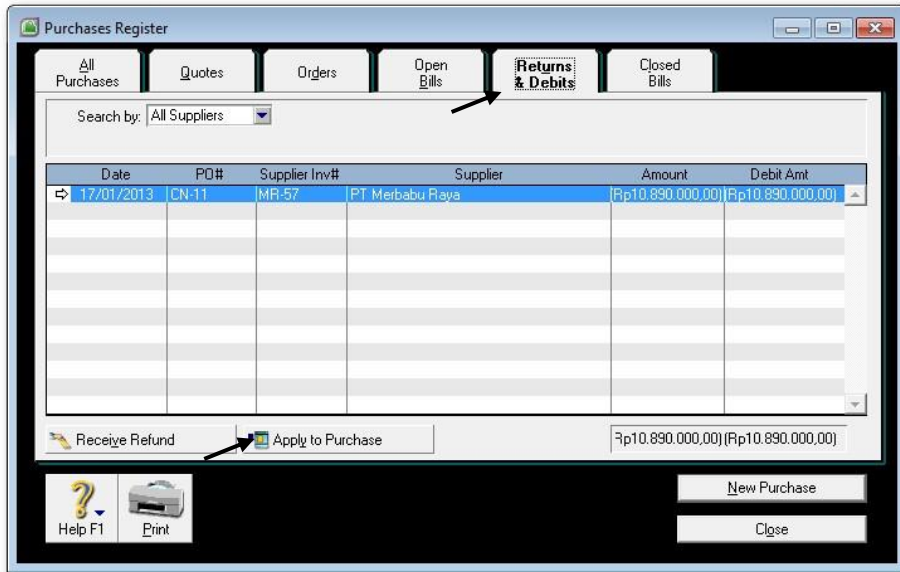 Purchases Register
All Purchases
Quotes
Orders
Open Bills
Returns & Debits
Closed Bills
Search by: All Suppliers
Date PO# Supplier Inv# Supplier Amount Debit Amt
17/01/2013 CN-11 MR-57 PT Merbabu Raya (Rp10.890.000,00) (Rp10.890.000,00)
Receive Refund
Apply to Purchase
Rp10.890.000,00) (Rp10.890.000,00)
Help F1
Print
New Purchase
Close